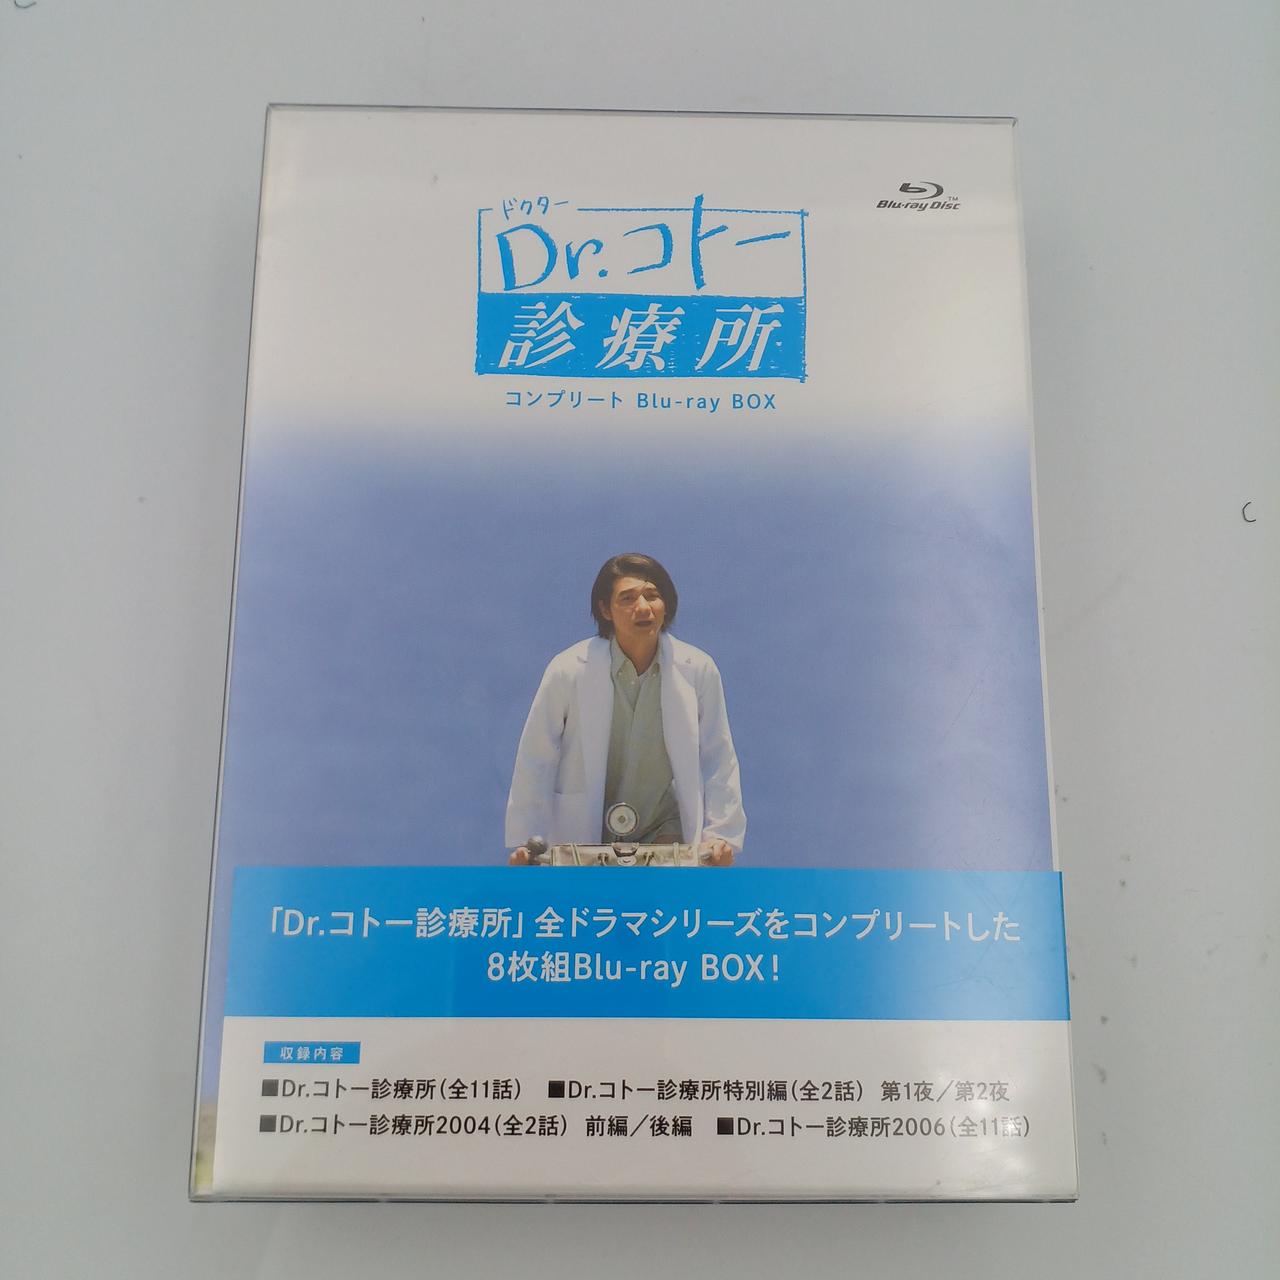 Blu-ray Disc™
ドクター
Dr.コトー
診療所
コンプリート Blu-ray BOX
「Dr.コトー診療所」全ドラマシリーズをコンプリートした
8枚組Blu-ray BOX!
収録内容
■Dr.コトー診療所(全11話) ■Dr.コトー診療所特別編(全2話) 第1夜／第2夜
■Dr.コトー診療所2004(全2話) 前編／後編 ■Dr.コトー診療所2006(全11話)